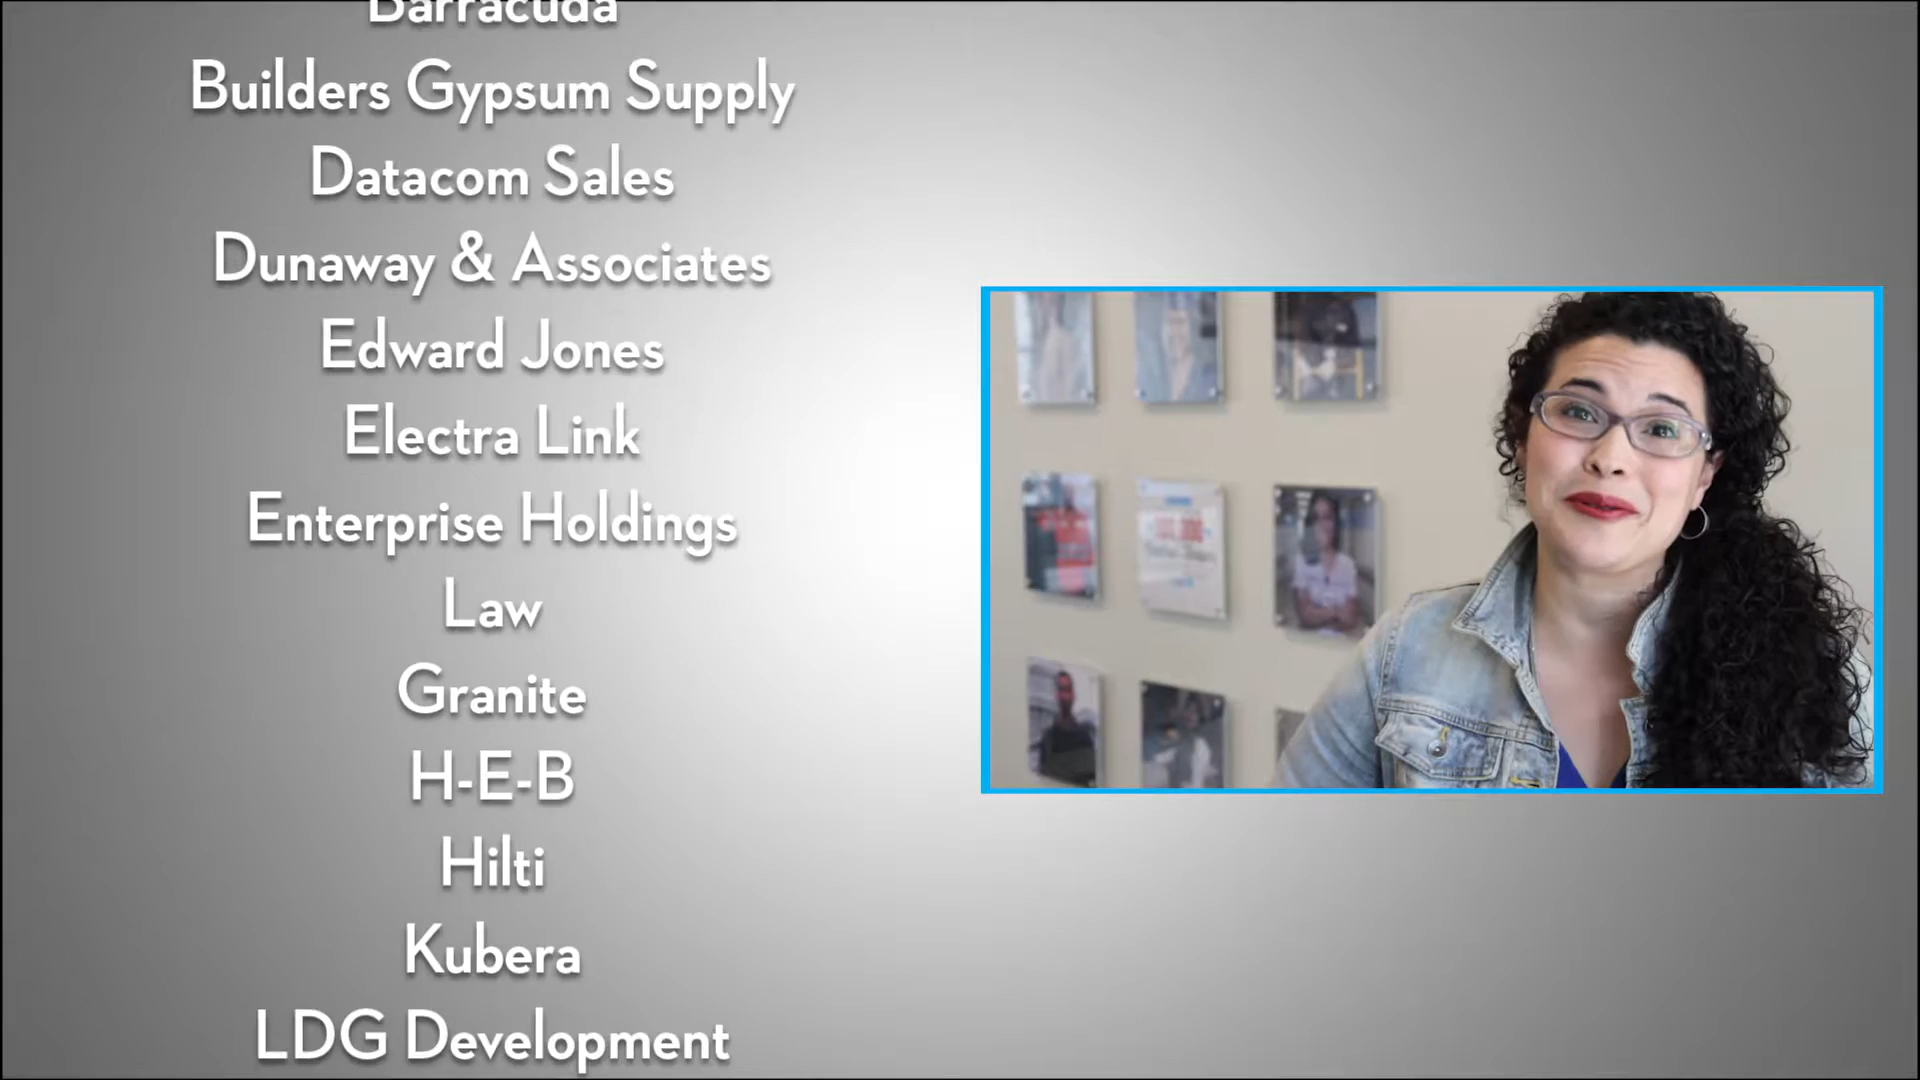 Barracuda
Builders Gypsum Supply
Datacom Sales
Dunaway & Associates
Edward Jones
Electra Link
Enterprise Holdings
Law
Granite
H-E-B
Hilti
Kubera
LDG Development